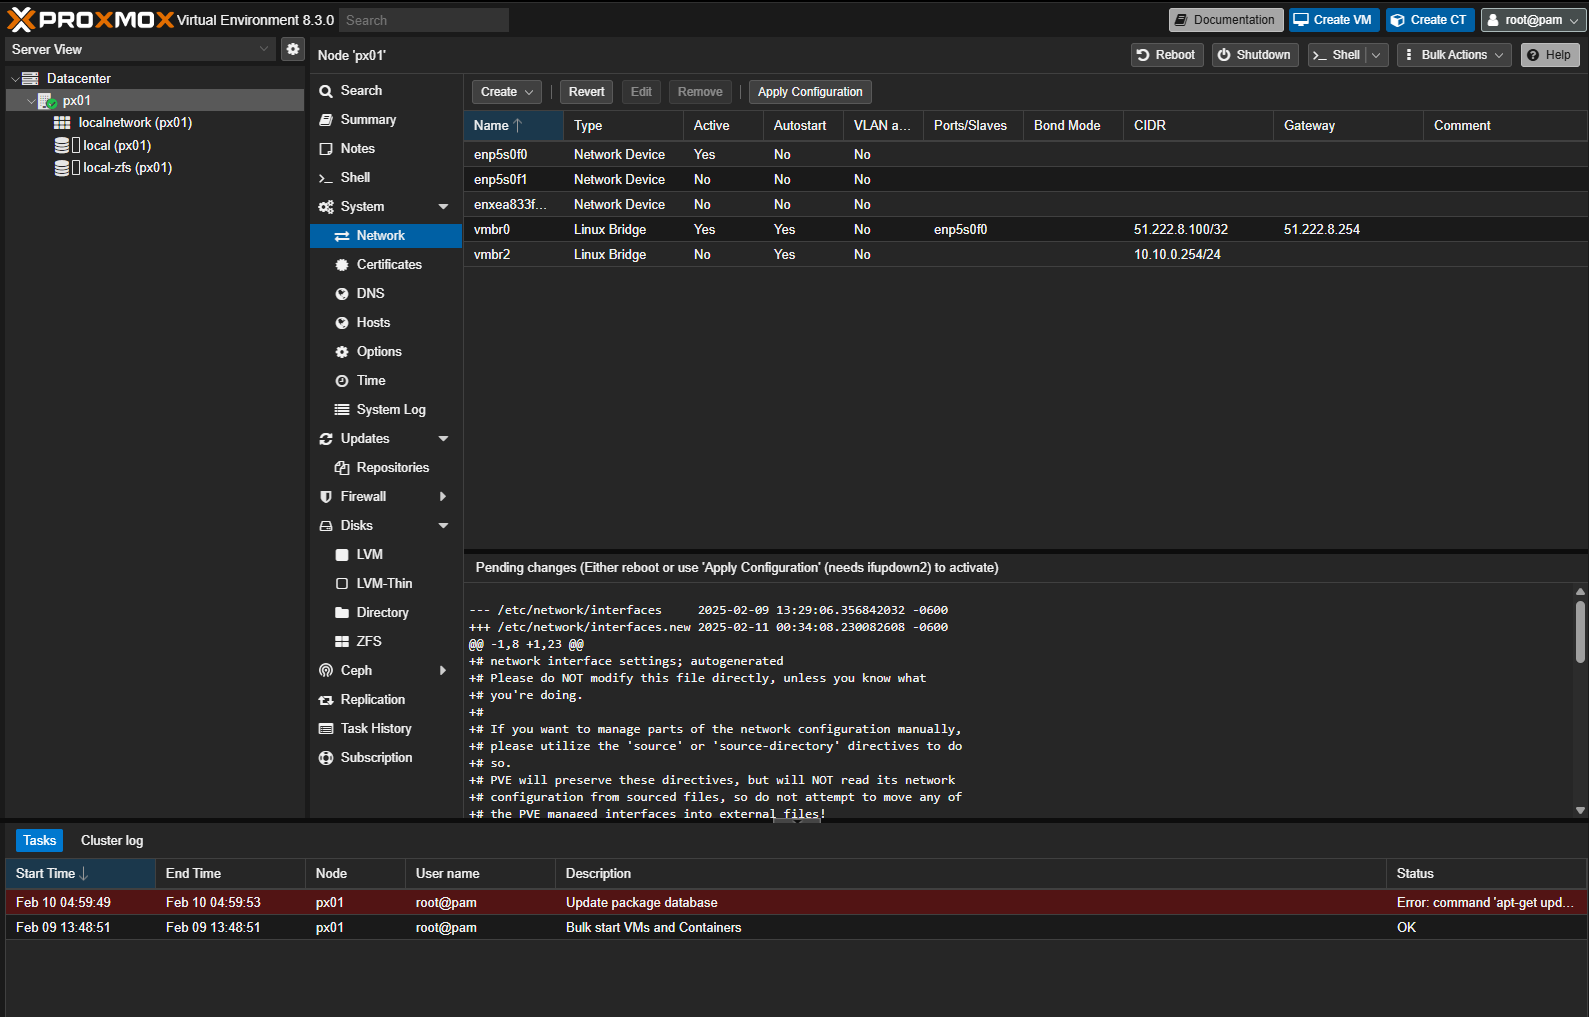 PROXMOX Virtual Environment 8.3.0 Search Documentation Create VM Create CT root@pam
Server View
Datacenter
px01
localnetwork (px01)
local (px01)
local-zfs (px01)
Node 'px01' Reboot Shutdown Shell Bulk Actions Help
Search
Summary
Notes
Shell
System
Network
Certificates
DNS
Hosts
Options
Time
System Log
Updates
Repositories
Firewall
Disks
LVM
LVM-Thin
Directory
ZFS
Ceph
Replication
Task History
Subscription
Create Revert Edit Remove Apply Configuration
Name Type Active Autostart VLAN a... Ports/Slaves Bond Mode CIDR Gateway Comment
enp5s0f0 Network Device Yes No No
enp5s0f1 Network Device No No No
enxea833f... Network Device No No No
vmbr0 Linux Bridge Yes Yes No enp5s0f0 51.222.8.100/32 51.222.8.254
vmbr2 Linux Bridge No Yes No 10.10.0.254/24
Pending changes (Either reboot or use 'Apply Configuration' (needs ifupdown2) to activate)
--- /etc/network/interfaces 2025-02-09 13:29:06.356842032 -0600
+++ /etc/network/interfaces.new 2025-02-11 00:34:08.230082608 -0600
@@ -1,8 +1,23 @@
+# network interface settings; autogenerated
+# Please do NOT modify this file directly, unless you know what
+# you're doing.
+#
+# If you want to manage parts of the network configuration manually,
+# please utilize the 'source' or 'source-directory' directives to do
+# so.
+# PVE will preserve these directives, but will NOT read its network
+# configuration from sourced files, so do not attempt to move any of
+# the PVE managed interfaces into external files!
Tasks Cluster log
Start Time End Time Node User name Description Status
Feb 10 04:59:49 Feb 10 04:59:53 px01 root@pam Update package database Error: command 'apt-get upd...
Feb 09 13:48:51 Feb 09 13:48:51 px01 root@pam Bulk start VMs and Containers OK